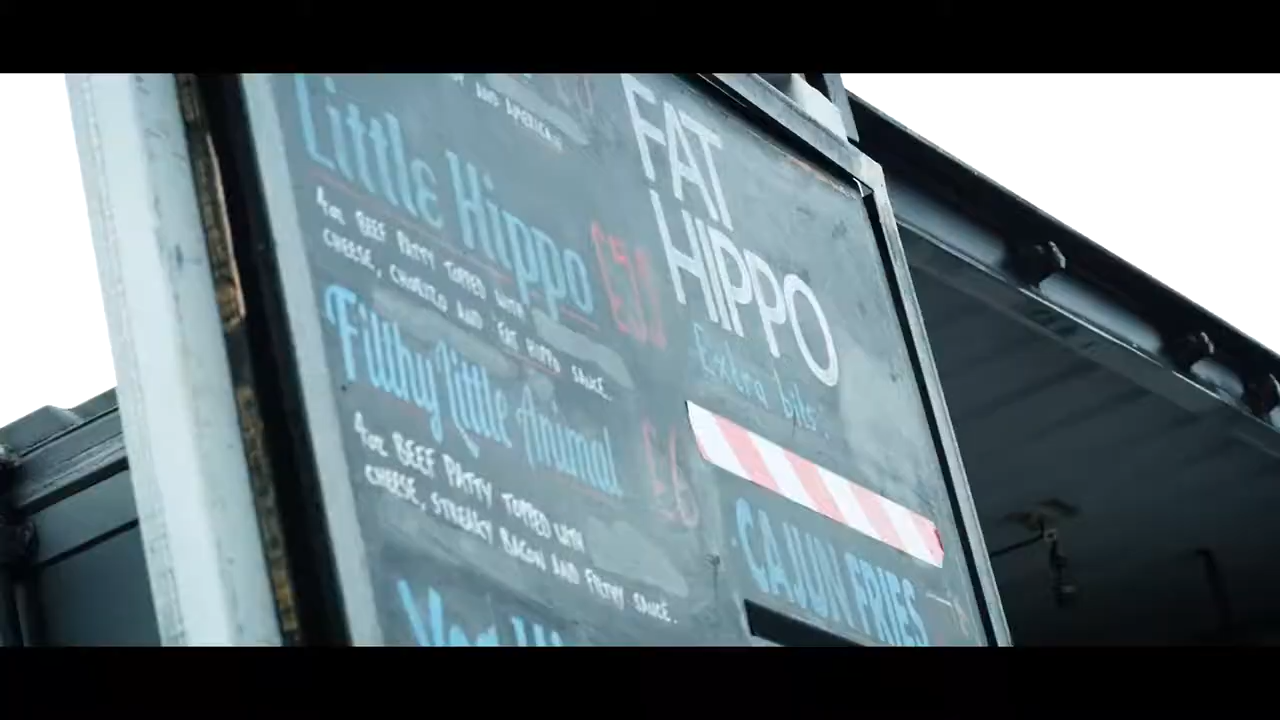 AND AMERICAN
Little Hippo
4oz BEEF PATTY TOPPED WITH
CHEESE, CHORIZO AND FAT HIPPO SAUCE.
Filthy Little Animal £6
4oz BEEF PATTY TOPPED WITH
CHEESE, STREAKY BACON AND FILTHY SAUCE.
FAT
HIPPO
Extra bits:
CAJUN FRIES